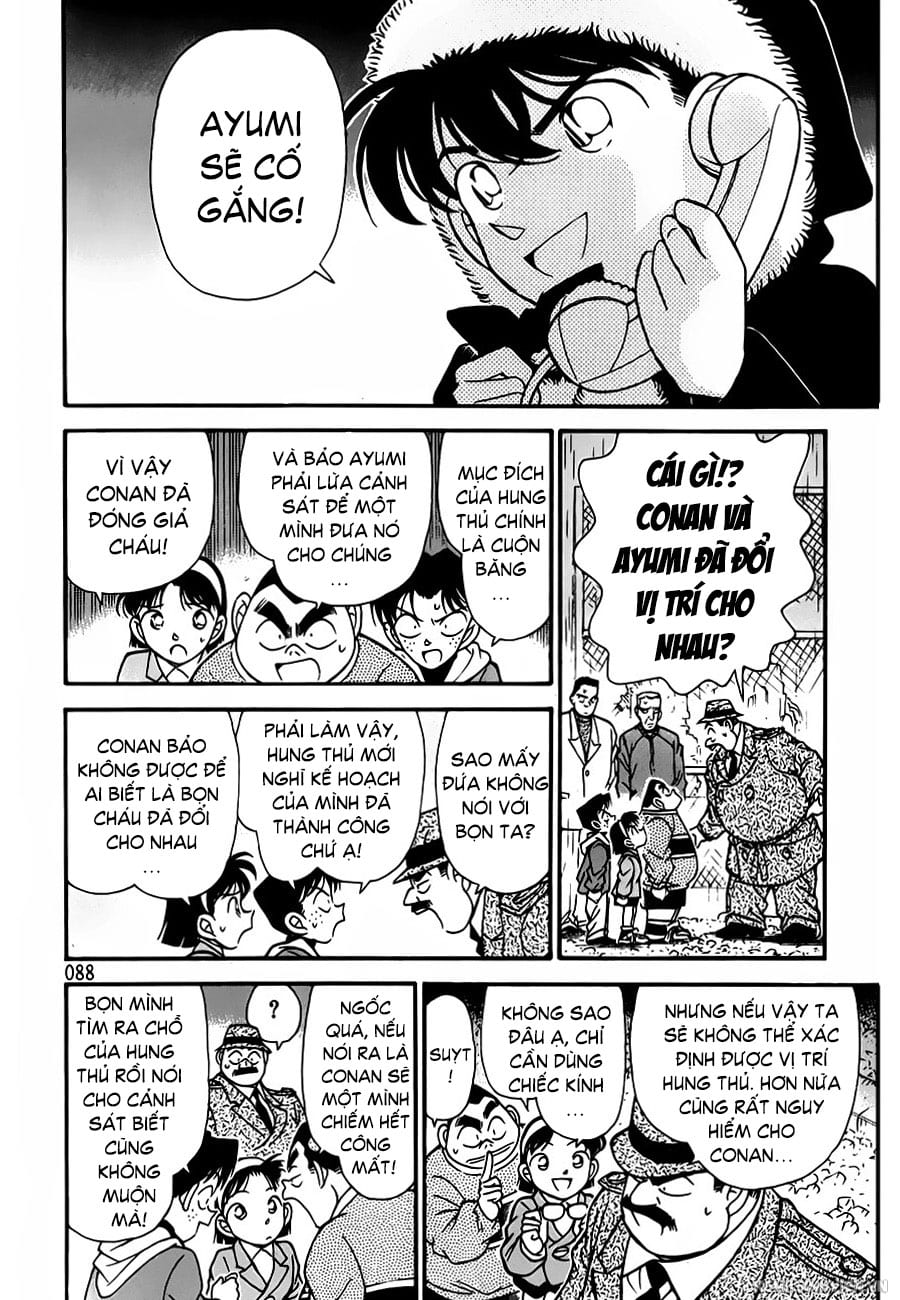 AYUMI
SẼ CỐ
GẮNG!
CÁI GÌ!?
CONAN VÀ
AYUMI ĐÃ ĐỔI
VỊ TRÍ CHO
NHAU?
MỤC ĐÍCH
CỦA HUNG
THỦ CHÍNH
LÀ CUỘN
BĂNG
...
VÀ BẢO AYUMI
PHẢI LỪA CẢNH
SÁT ĐỂ MỘT
MÌNH ĐƯA NÓ
CHO CHÚNG
...
VÌ VẬY
CONAN ĐÃ
ĐÓNG GIẢ
CHÁU!
SAO MẤY
ĐỨA KHÔNG
NÓI VỚI
BỌN TA?
PHẢI LÀM VẬY,
HUNG THỦ MỚI
NGHĨ KẾ HOẠCH
CỦA MÌNH ĐÃ
THÀNH CÔNG
CHỨ Ạ!
CONAN BẢO
KHÔNG ĐƯỢC ĐỂ
AI BIẾT LÀ BỌN
CHÁU ĐÃ ĐỔI
CHO NHAU
...
088
NHƯNG NẾU VẬY TA
SẼ KHÔNG THỂ XÁC
ĐỊNH ĐƯỢC VỊ TRÍ
HUNG THỦ. HƠN NỮA
CŨNG RẤT NGUY
HIỂM CHO
CONAN...
KHÔNG SAO
ĐÂU Ạ, CHỈ
CẦN DÙNG
CHIẾC KÍNH
...
SUỴT
!
NGỐC
QUÁ, NẾU
NÓI RA LÀ
CONAN SẼ
MỘT MÌNH
CHIẾM HẾT
CÔNG
MẤT!
?
BỌN MÌNH
TÌM RA CHỖ
CỦA HUNG
THỦ RỒI NÓI
CHO CẢNH
SÁT BIẾT
CŨNG
KHÔNG
MUỘN
MÀ!